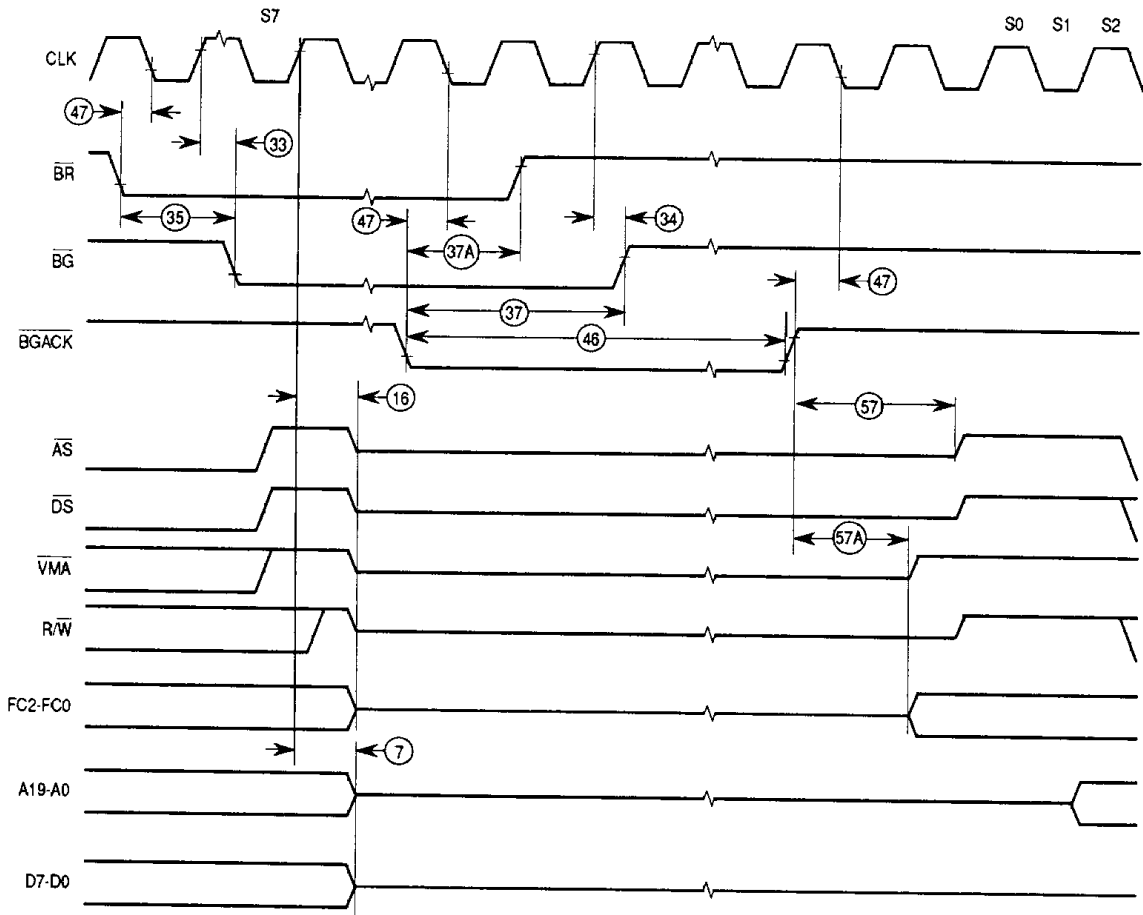 S7
S0 S1 S2
CLK
47
33
BR
35
47
34
BG
37A
47
37
BGACK
46
16
57
AS
DS
57A
VMA
R/W
FC2-FC0
7
A19-A0
D7-D0